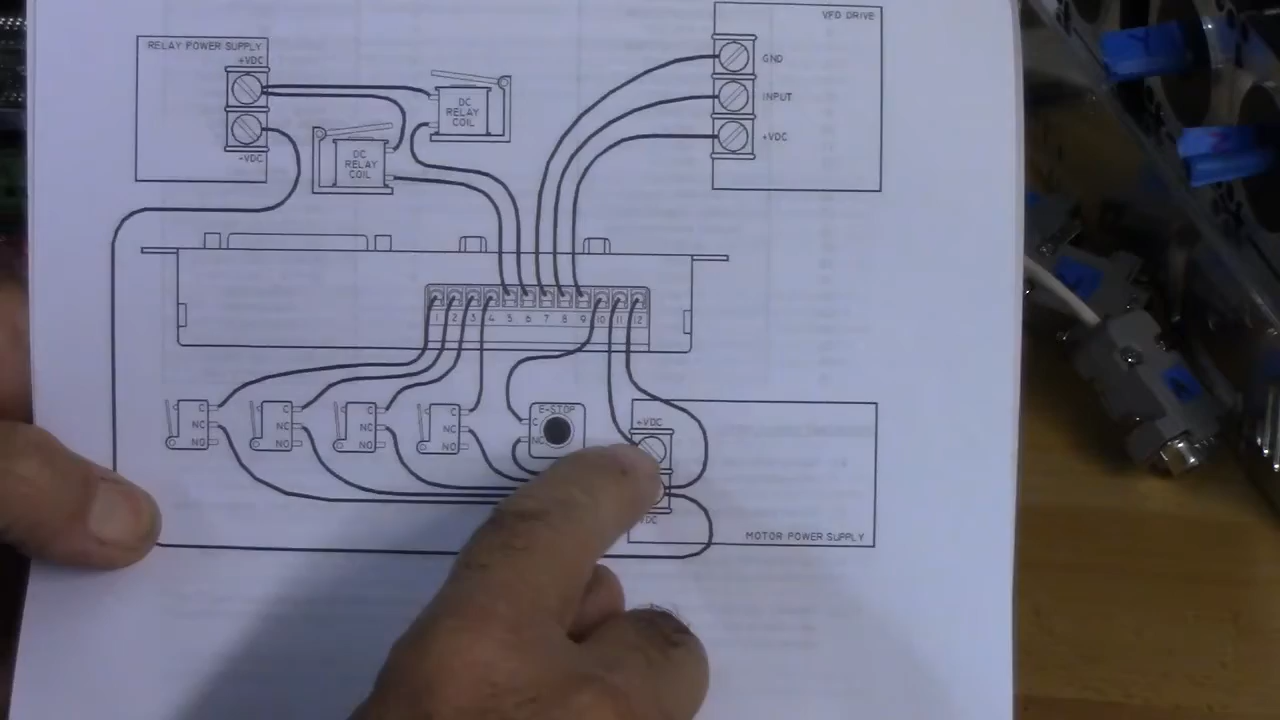 RELAY POWER SUPPLY
+VDC
-VDC
DC
RELAY
COIL
DC
RELAY
COIL
VFD DRIVE
GND
INPUT
+VDC
1 2 3 4 5 6 7 8 9 10 11 12
C
NC
NO
C
NC
NO
C
NC
NO
C
NC
NO
E-STOP
C
NC
+VDC
VDC
MOTOR POWER SUPPLY